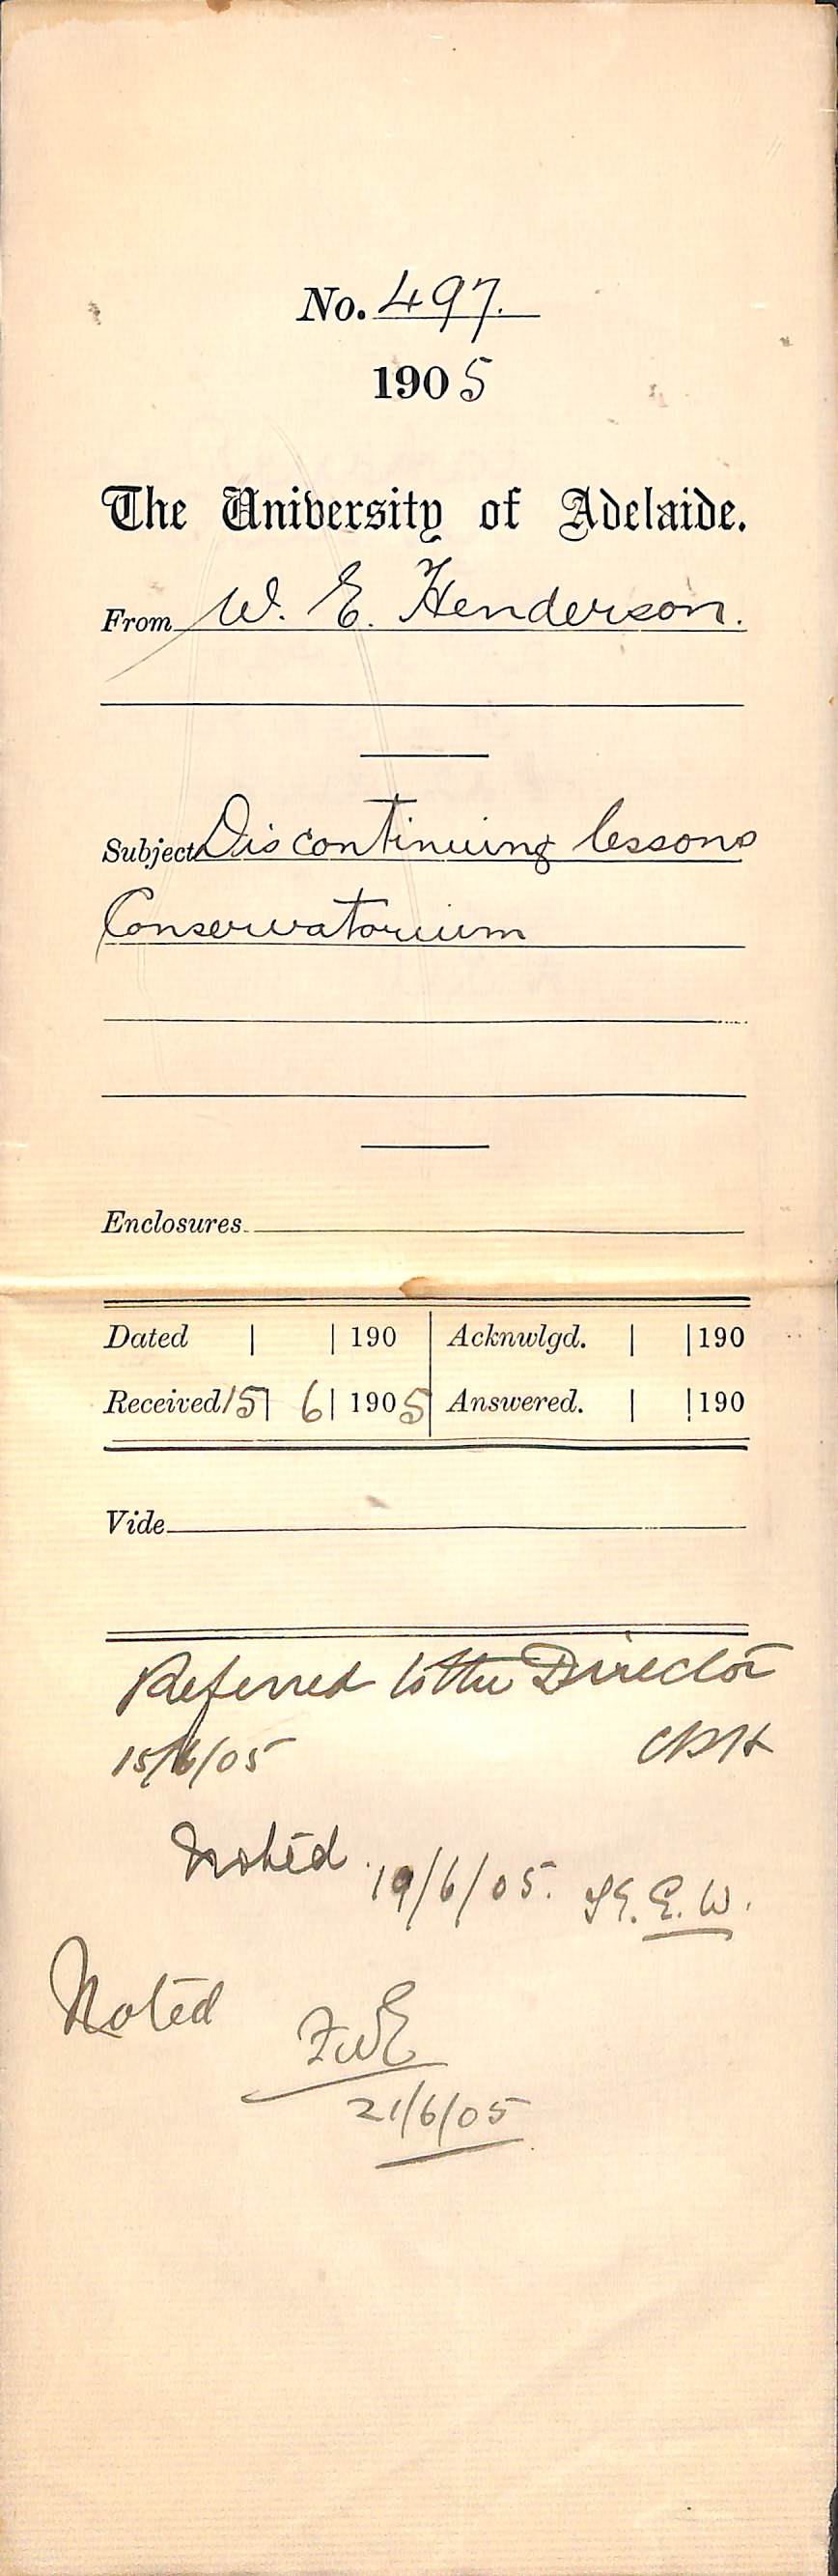 No. 497.
1905
The University of Adelaide.
From W. E. Henderson.
Subject Discontinuing lessons
Conservatorium
Enclosures
Dated | | 190 | Acknwlgd. | | 190
Received 15 | 6 | 1905 | Answered. | | 190
Vide
Referred to the Director
15/6/05 CRH
Noted. 19/6/05. H. E. W.
Noted FWE
21/6/05